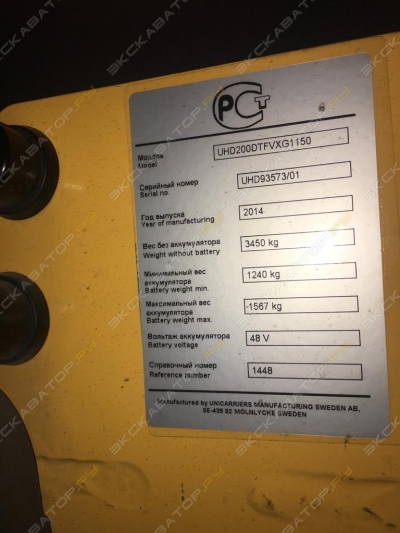 РСТ
Модель UHD200DTFVXG1150
Model
Серийный номер UHD93573/01
Serial no.
Год выпуска 2014
Year of manufacturing
Вес без аккумулятора 3450 kg
Weight without battery
Минимальный вес 1240 kg
аккумулятора
Battery weight min.
Максимальный вес -1567 kg
аккумулятора
Battery weight max.
Вольтаж аккумулятора 48 V
Battery voltage
Справочный номер 1448
Reference number
Manufactured by UNICARRIERS MANUFACTURING SWEDEN AB,
SE-435 82 MÖLNLYCKE SWEDEN
ЭКСКАВАТОР.РУ